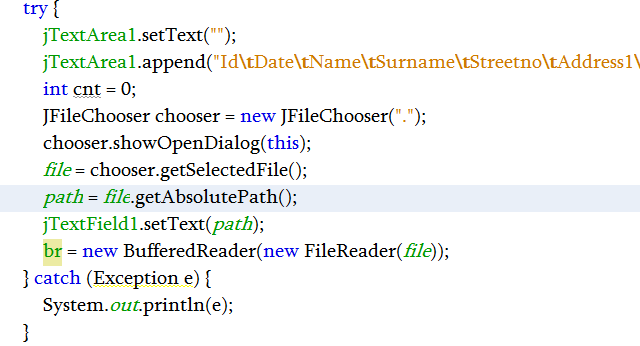 try {
jTextArea1.setText("");
jTextArea1.append("Id\tDate\tName\tSurname\tStreetno\tAddress1\
int cnt = 0;
JFileChooser chooser = new JFileChooser(".");
chooser.showOpenDialog(this);
file = chooser.getSelectedFile();
path = file.getAbsolutePath();
jTextField1.setText(path);
br = new BufferedReader(new FileReader(file));
} catch (Exception e) {
System.out.println(e);
}